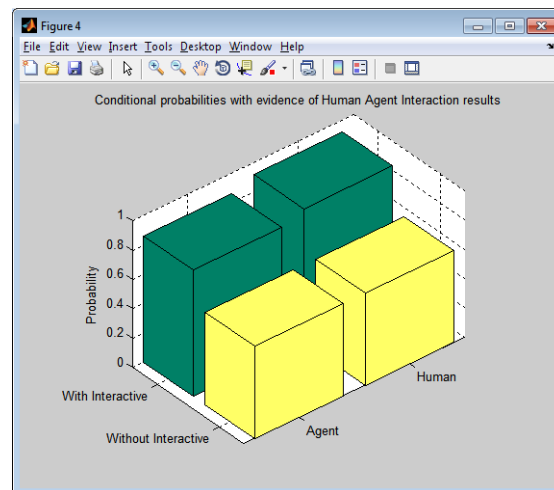 Figure 4
File Edit View Insert Tools Desktop Window Help
Conditional probabilities with evidence of Human Agent Interaction results
1
0.8
0.6
0.4
0.2
0
Probability
With Interactive
Without Interactive
Agent
Human